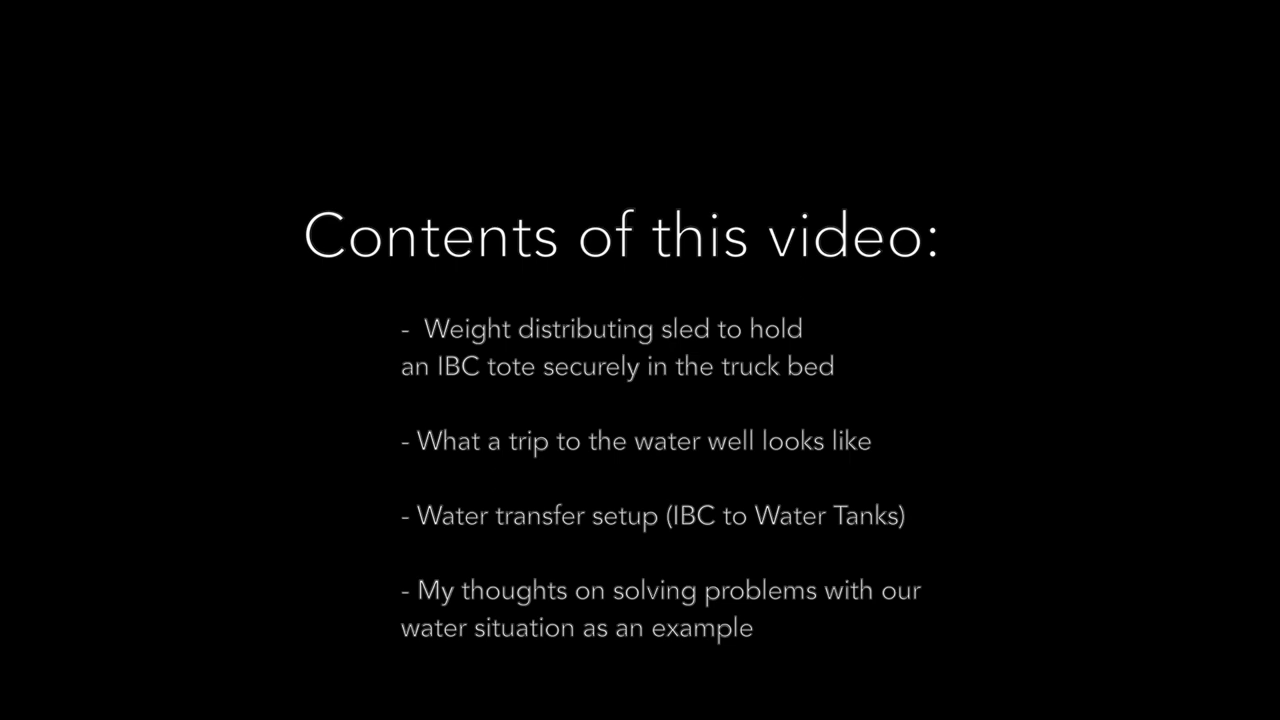 Contents of this video:
-  Weight distributing sled to hold
an IBC tote securely in the truck bed
- What a trip to the water well looks like
- Water transfer setup (IBC to Water Tanks)
- My thoughts on solving problems with our
water situation as an example